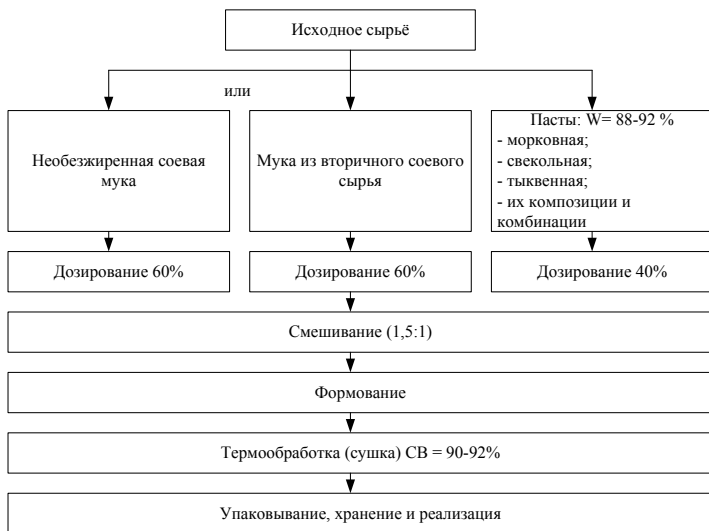 Исходное сырьё
или
Необезжиренная соевая
мука
Мука из вторичного соевого
сырья
Пасты: W= 88-92 %
- морковная;
- свекольная;
- тыквенная;
- их композиции и
комбинации
Дозирование 60%
Дозирование 60%
Дозирование 40%
Смешивание (1,5:1)
Формование
Термообработка (сушка) СВ = 90-92%
Упаковывание, хранение и реализация